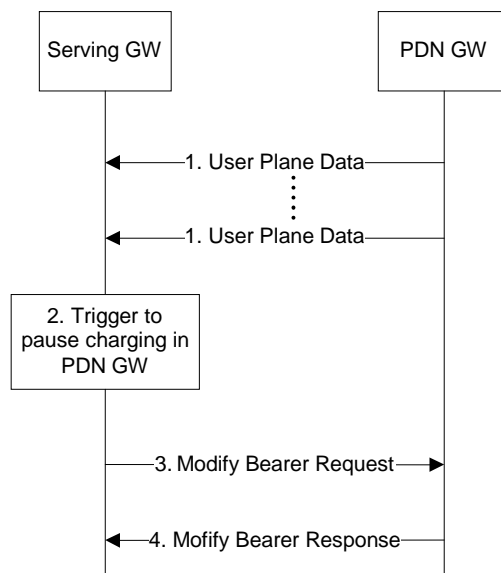 Serving GW
PDN GW
1. User Plane Data
1. User Plane Data
2. Trigger to
pause charging in
PDN GW
3. Modify Bearer Request
4. Mofify Bearer Response